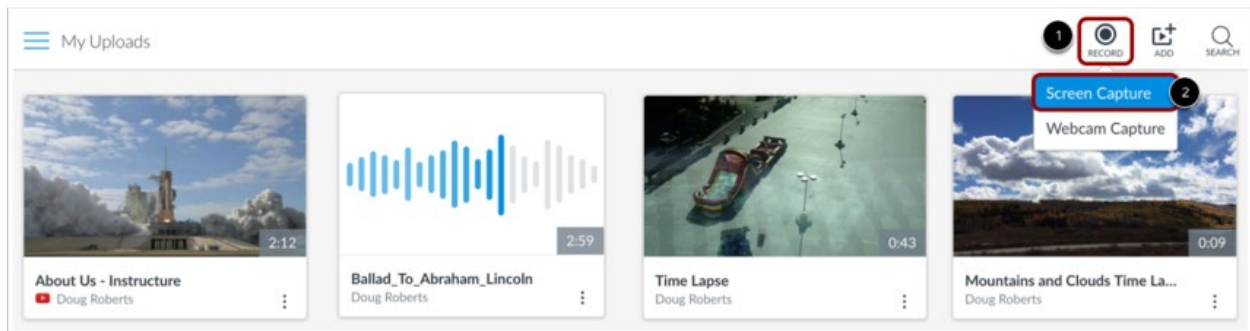 My Uploads
1
RECORD
ADD
SEARCH
Screen Capture 2
Webcam Capture
2:12
2:59
0:43
0:09
About Us - Instructure
Doug Roberts
Ballad_To_Abraham_Lincoln
Doug Roberts
Time Lapse
Doug Roberts
Mountains and Clouds Time La...
Doug Roberts